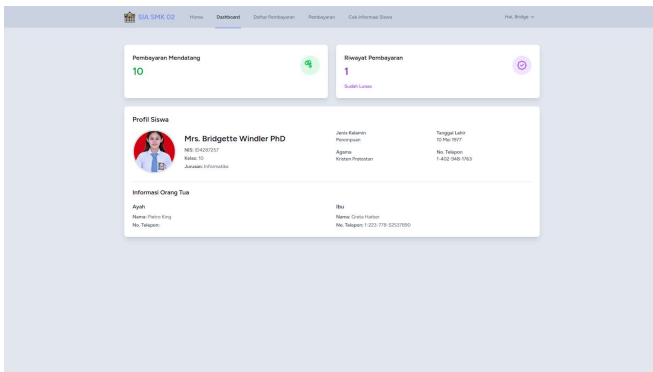 SIA SMK 02
Home
Dashboard
Daftar Pembayaran
Pembayaran
Cek Informasi Siswa
Hai, Bridge
Pembayaran Mendatang
10
Riwayat Pembayaran
1
Sudah Lunas
Profil Siswa
Mrs. Bridgette Windler PhD
NIS: 104287257
Kelas: 10
Jurusan: Informatika
Jenis Kelamin
Perempuan
Agama
Kristen Protestan
Tanggal Lahir
10 Mei 1977
No. Telepon
1-402-948-1763
Informasi Orang Tua
Ayah
Nama: Pietro King
No. Telepon:
Ibu
Nama: Greta Harber
No. Telepon: 1-223-778-52537890